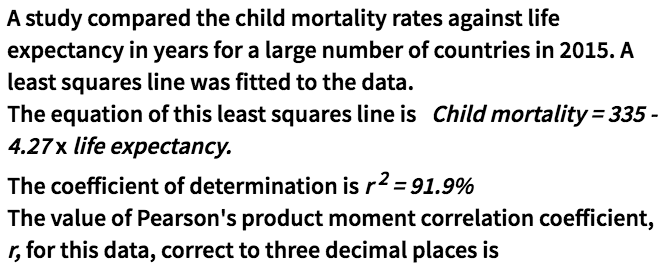 A study compared the child mortality rates against life
expectancy in years for a large number of countries in 2015. A
least squares line was fitted to the data.
The equation of this least squares line is Child mortality = 335 -
4.27 x life expectancy.
The coefficient of determination is r² = 91.9%
The value of Pearson's product moment correlation coefficient,
r, for this data, correct to three decimal places is